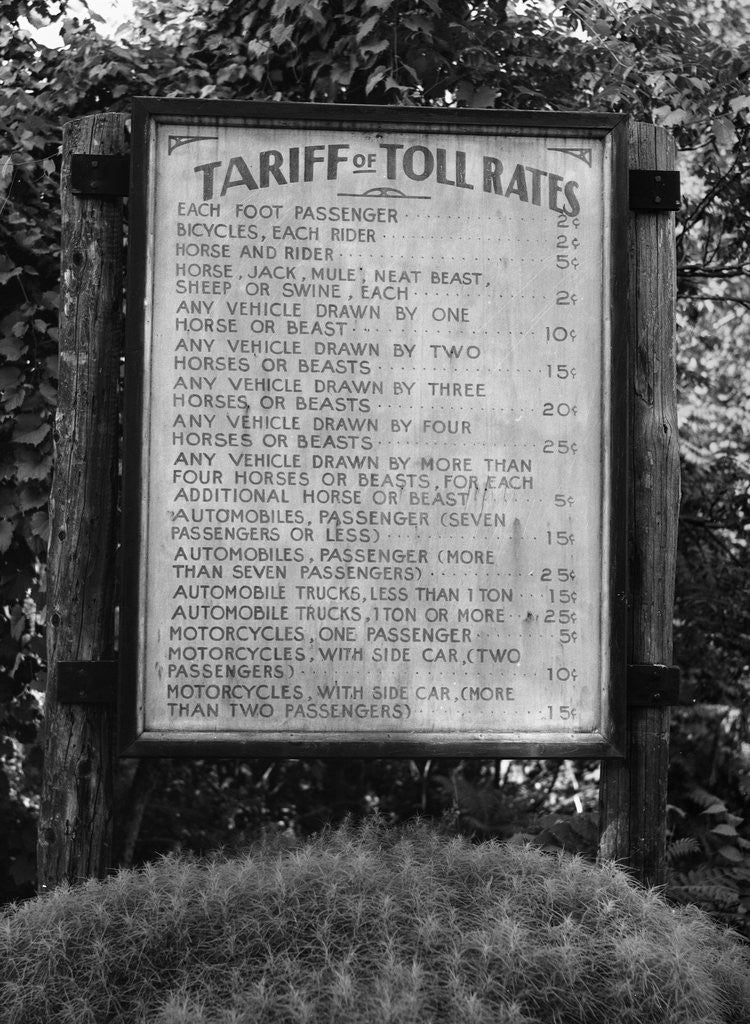 TARIFF OF TOLL RATES
EACH FOOT PASSENGER 2¢
BICYCLES, EACH RIDER 2¢
HORSE AND RIDER 5¢
HORSE, JACK, MULE, NEAT BEAST,
SHEEP OR SWINE, EACH 2¢
ANY VEHICLE DRAWN BY ONE
HORSE OR BEAST 10¢
ANY VEHICLE DRAWN BY TWO
HORSES OR BEASTS 15¢
ANY VEHICLE DRAWN BY THREE
HORSES, OR BEASTS 20¢
ANY VEHICLE DRAWN BY FOUR
HORSES OR BEASTS 25¢
ANY VEHICLE DRAWN BY MORE THAN
FOUR HORSES OR BEASTS, FOR EACH
ADDITIONAL HORSE OR BEAST 5¢
AUTOMOBILES, PASSENGER (SEVEN
PASSENGERS OR LESS) 15¢
AUTOMOBILES, PASSENGER (MORE
THAN SEVEN PASSENGERS) 25¢
AUTOMOBILE TRUCKS, LESS THAN 1 TON 15¢
AUTOMOBILE TRUCKS, 1 TON OR MORE 25¢
MOTORCYCLES, ONE PASSENGER 5¢
MOTORCYCLES, WITH SIDE CAR, (TWO
PASSENGERS) 10¢
MOTORCYCLES, WITH SIDE CAR, (MORE
THAN TWO PASSENGERS) 15¢